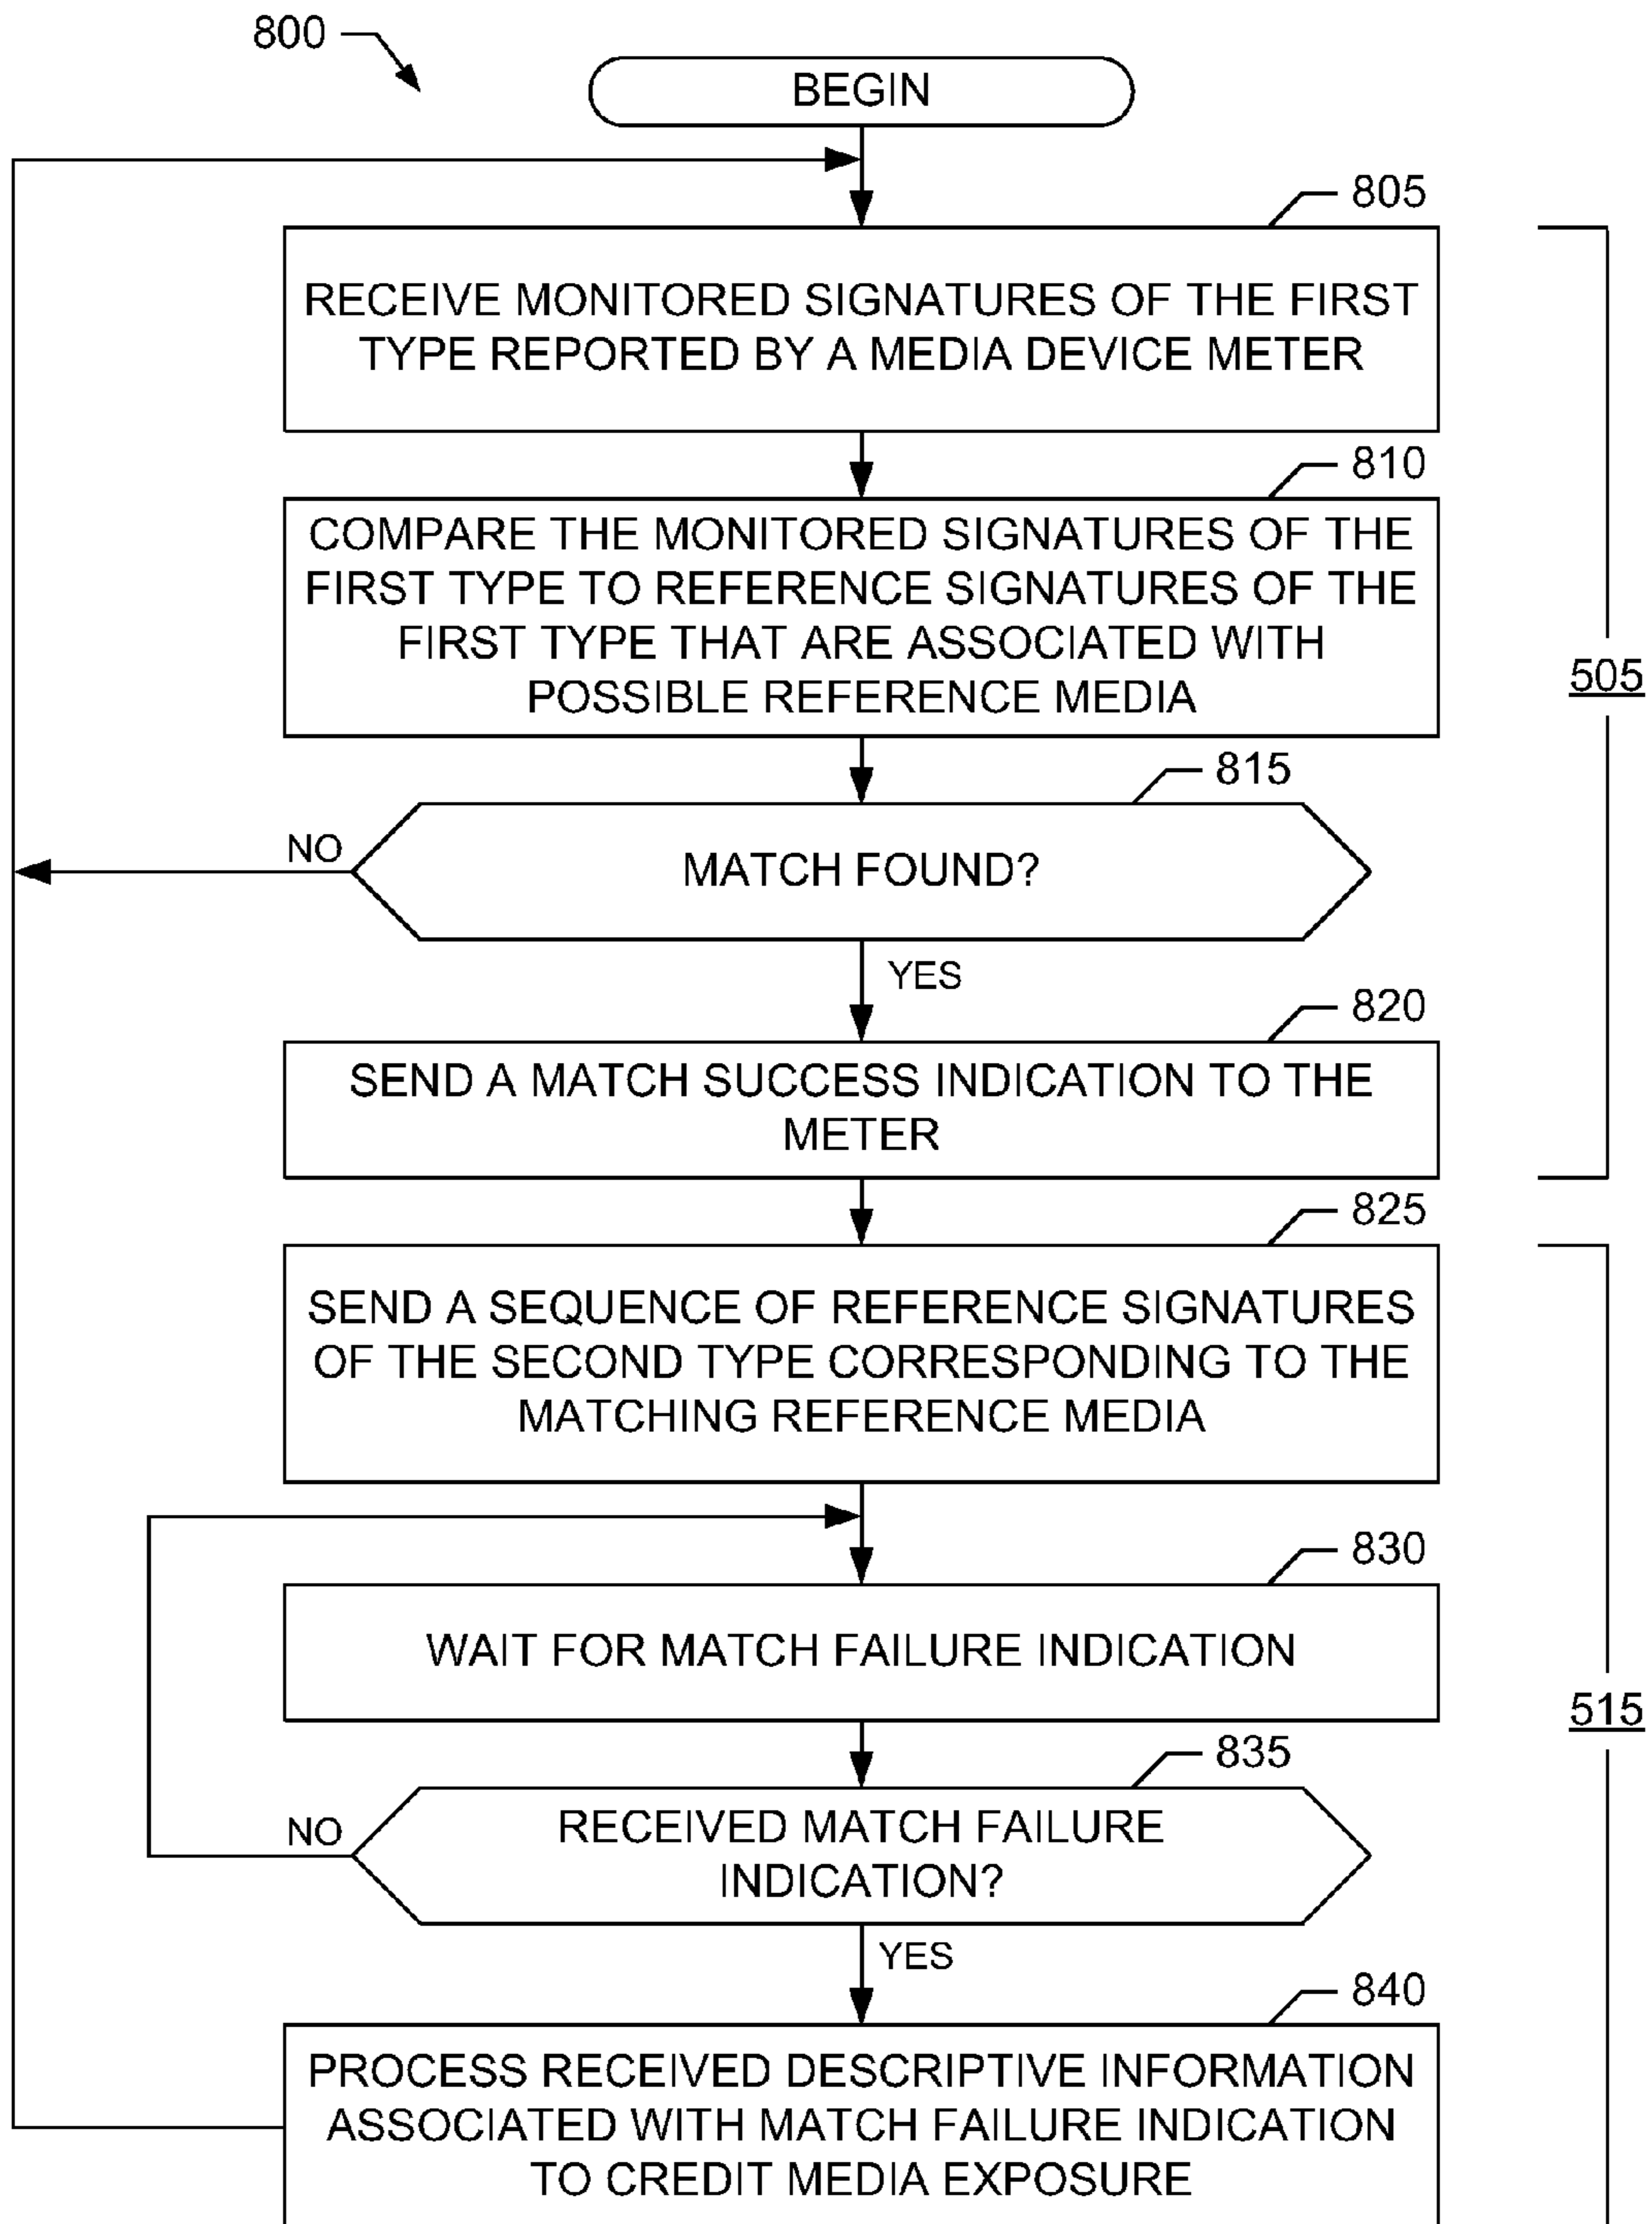 800
BEGIN
805
RECEIVE MONITORED SIGNATURES OF THE FIRST
TYPE REPORTED BY A MEDIA DEVICE METER
810
COMPARE THE MONITORED SIGNATURES OF THE
FIRST TYPE TO REFERENCE SIGNATURES OF THE
FIRST TYPE THAT ARE ASSOCIATED WITH
POSSIBLE REFERENCE MEDIA
505
815
NO
MATCH FOUND?
YES
820
SEND A MATCH SUCCESS INDICATION TO THE
METER
825
SEND A SEQUENCE OF REFERENCE SIGNATURES
OF THE SECOND TYPE CORRESPONDING TO THE
MATCHING REFERENCE MEDIA
830
WAIT FOR MATCH FAILURE INDICATION
515
835
NO
RECEIVED MATCH FAILURE
INDICATION?
YES
840
PROCESS RECEIVED DESCRIPTIVE INFORMATION
ASSOCIATED WITH MATCH FAILURE INDICATION
TO CREDIT MEDIA EXPOSURE